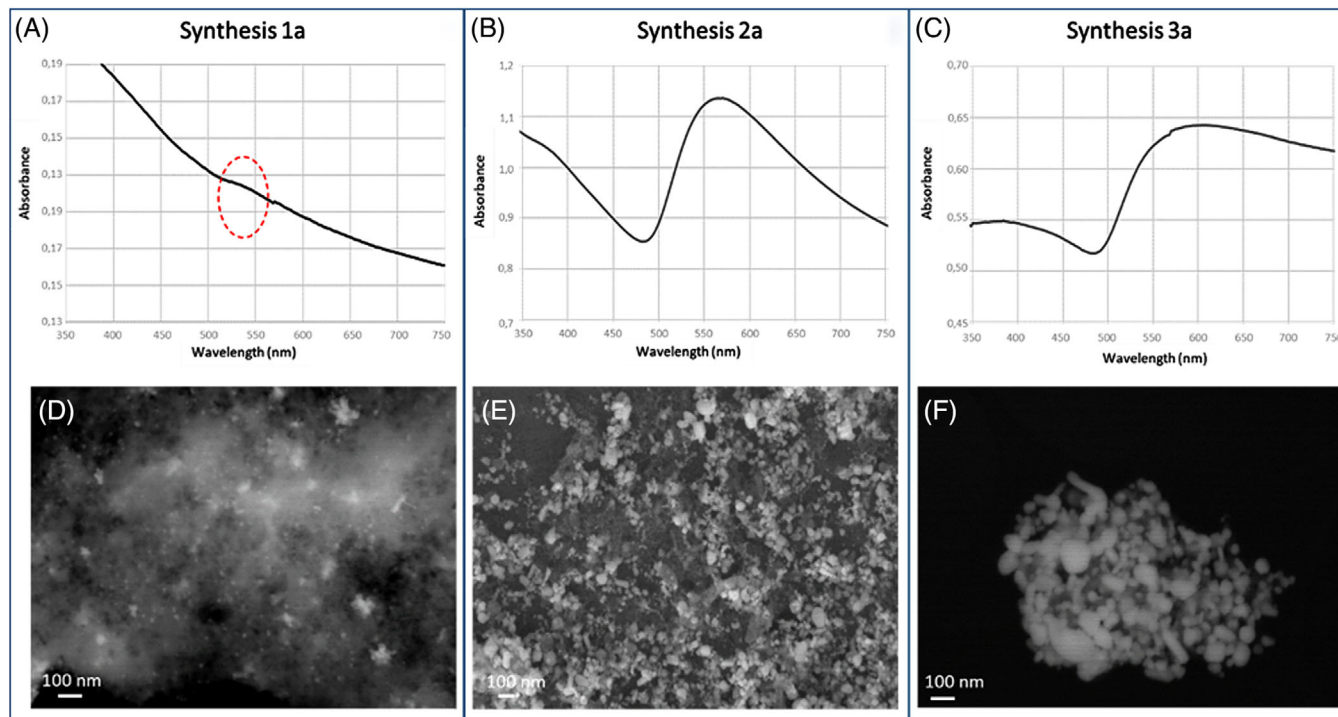 (A)
Synthesis 1a
0,19
0,17
0,15
0,13
0,19
0,17
0,15
0,13
Absorbance
350 400 450 500 550 600 650 700 750
Wavelength (nm)
(B)
Synthesis 2a
1,2
1,1
1,0
0,9
0,8
0,7
Absorbance
350 400 450 500 550 600 650 700 750
Wavelength (nm)
(C)
Synthesis 3a
0,70
0,65
0,60
0,55
0,50
0,45
Absorbance
350 400 450 500 550 600 650 700 750
Wavelength (nm)
(D)
100 nm
(E)
100 nm
(F)
100 nm